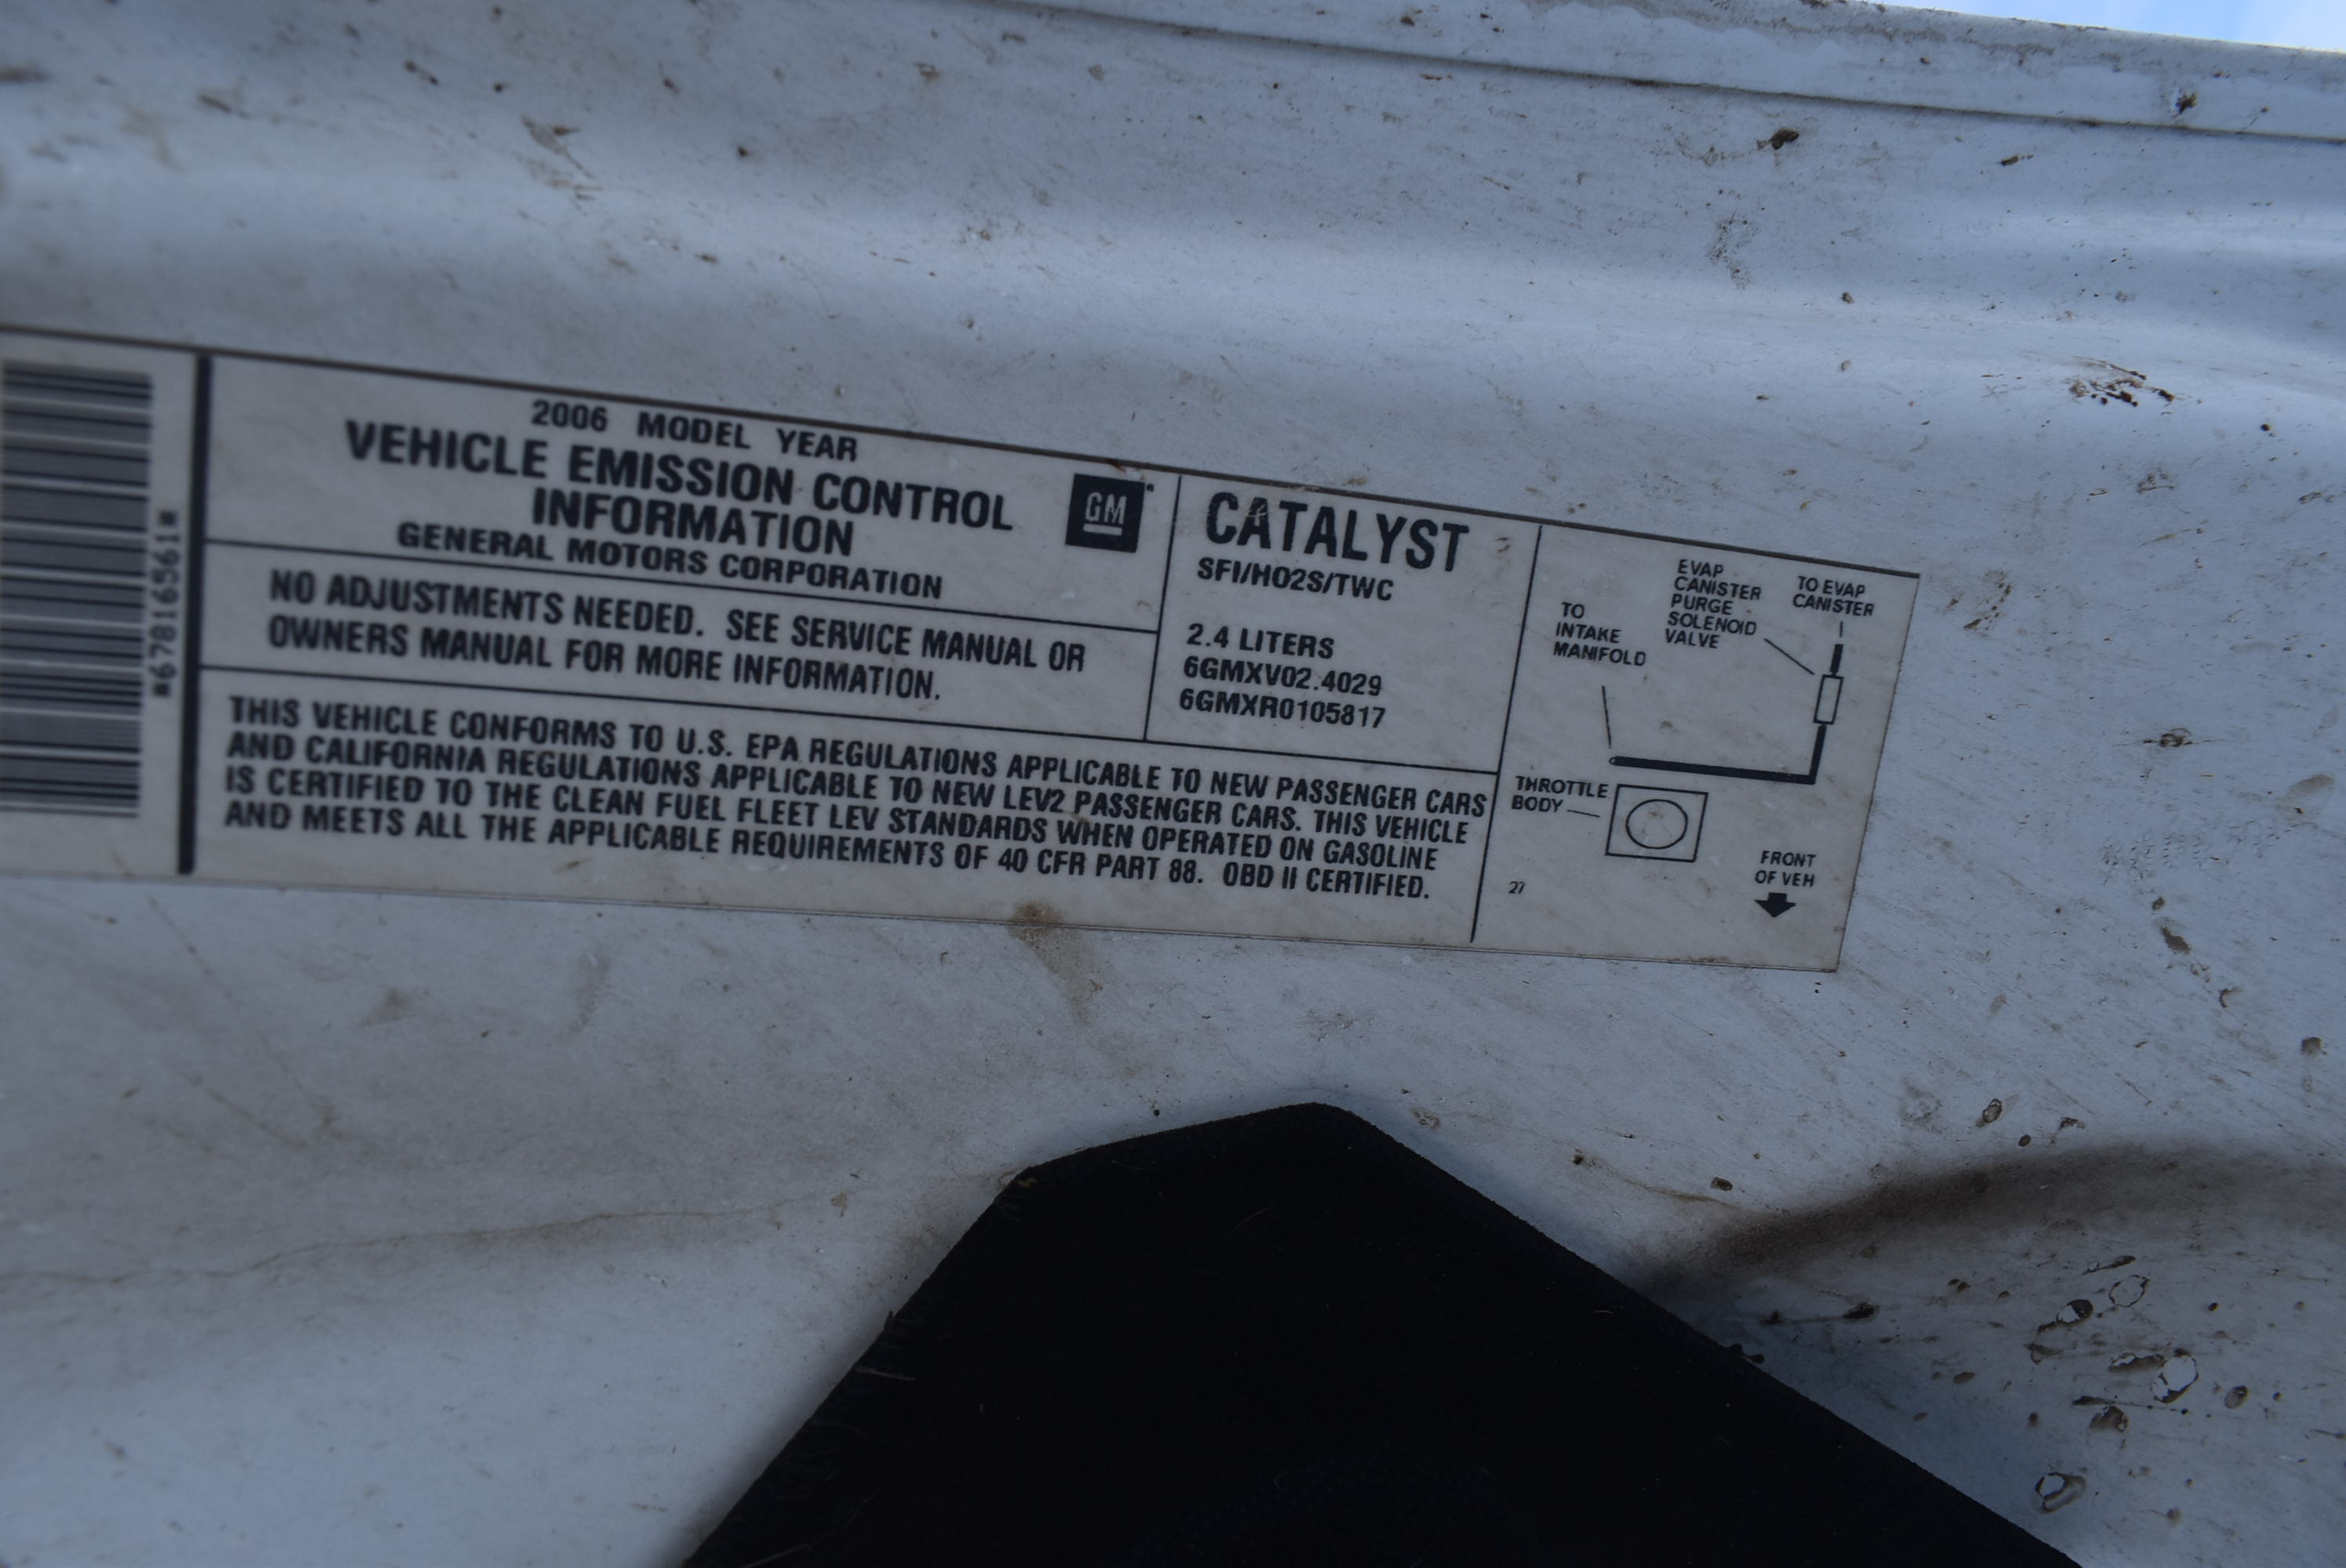 *678165661*
2006 MODEL YEAR
VEHICLE EMISSION CONTROL
INFORMATION
GENERAL MOTORS CORPORATION
GM
NO ADJUSTMENTS NEEDED. SEE SERVICE MANUAL OR
OWNERS MANUAL FOR MORE INFORMATION.
CATALYST
SFI/HO2S/TWC
2.4 LITERS
6GMXV02.4029
6GMXR0105817
THIS VEHICLE CONFORMS TO U.S. EPA REGULATIONS APPLICABLE TO NEW PASSENGER CARS
AND CALIFORNIA REGULATIONS APPLICABLE TO NEW LEV2 PASSENGER CARS. THIS VEHICLE
IS CERTIFIED TO THE CLEAN FUEL FLEET LEV STANDARDS WHEN OPERATED ON GASOLINE
AND MEETS ALL THE APPLICABLE REQUIREMENTS OF 40 CFR PART 88. OBD II CERTIFIED.
TO
INTAKE
MANIFOLD
EVAP
CANISTER
PURGE
SOLENOID
VALVE
TO EVAP
CANISTER
THROTTLE
BODY
27
FRONT
OF VEH